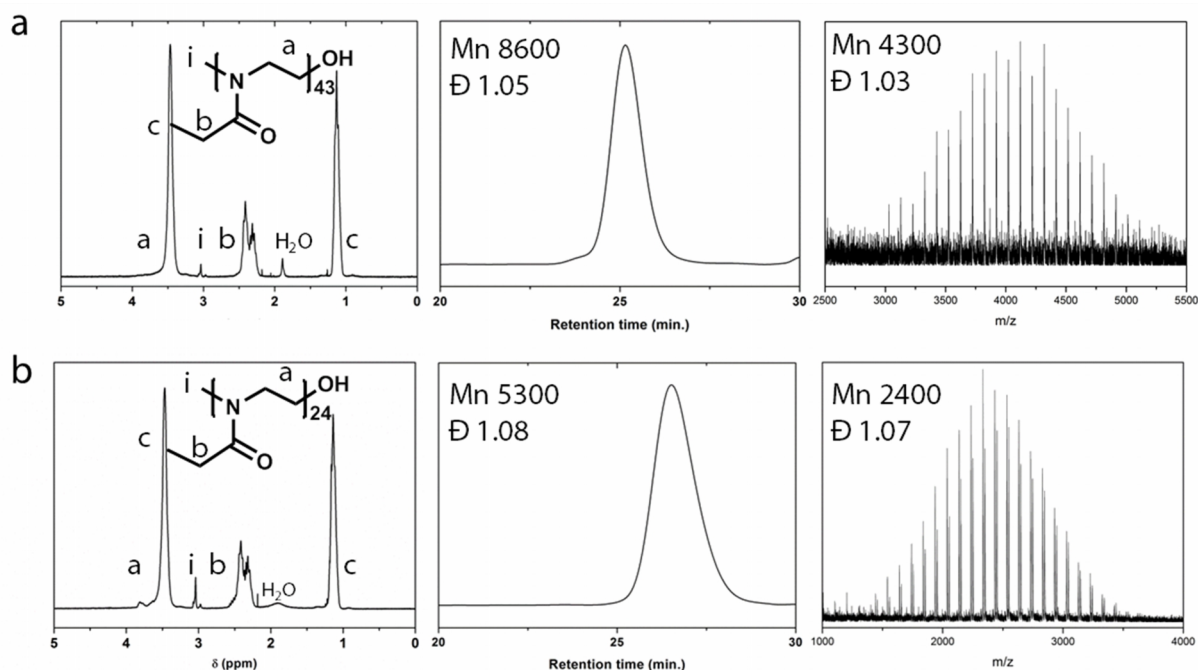 a
i
N
a
OH
43
c
b
O
a
i
b
H₂O
c
5
4
3
2
1
0
Mn 8600
Đ 1.05
20
25
30
Retention time (min.)
Mn 4300
Đ 1.03
2500
3000
3500
4000
4500
5000
5500
m/z
b
i
N
a
OH
24
c
b
O
a
i
b
H₂O
c
5
4
3
2
1
0
δ (ppm)
Mn 5300
Đ 1.08
20
25
30
Retention time (min.)
Mn 2400
Đ 1.07
1000
2000
3000
4000
m/z